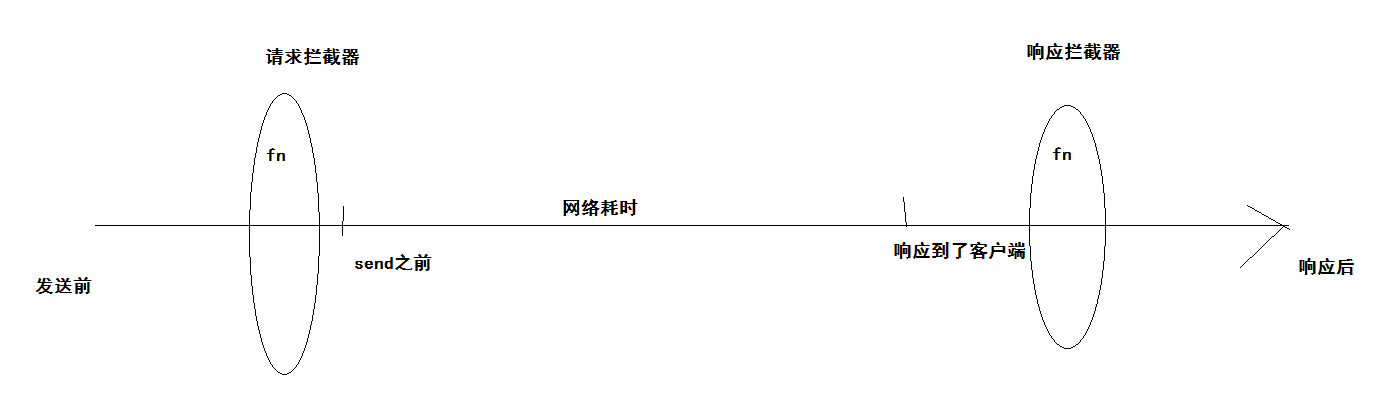 请求拦截器
响应拦截器
fn
fn
网络耗时
send之前
响应到了客户端
发送前
响应后